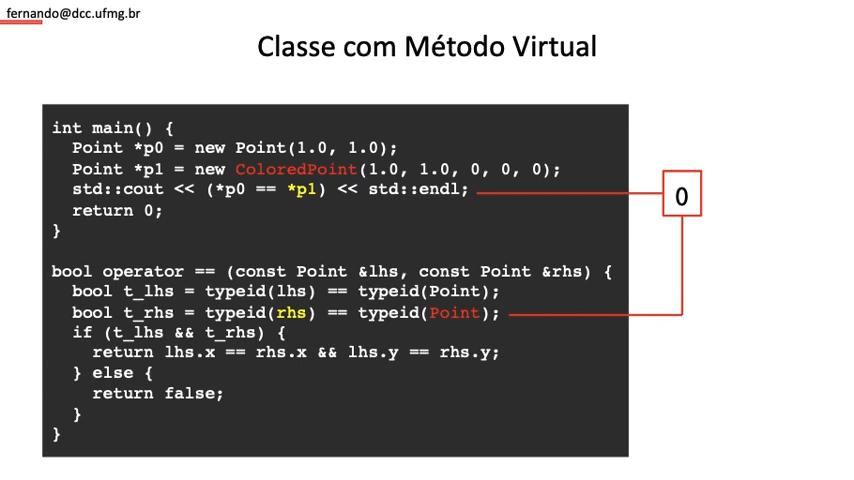 fernando@dcc.ufmg.br
Classe com Método Virtual
int main() {
  Point *p0 = new Point(1.0, 1.0);
  Point *p1 = new ColoredPoint(1.0, 1.0, 0, 0, 0);
  std::cout << (*p0 == *p1) << std::endl;
  return 0;
}
0
bool operator == (const Point &lhs, const Point &rhs) {
  bool t_lhs = typeid(lhs) == typeid(Point);
  bool t_rhs = typeid(rhs) == typeid(Point);
  if (t_lhs && t_rhs) {
    return lhs.x == rhs.x && lhs.y == rhs.y;
  } else {
    return false;
  }
}